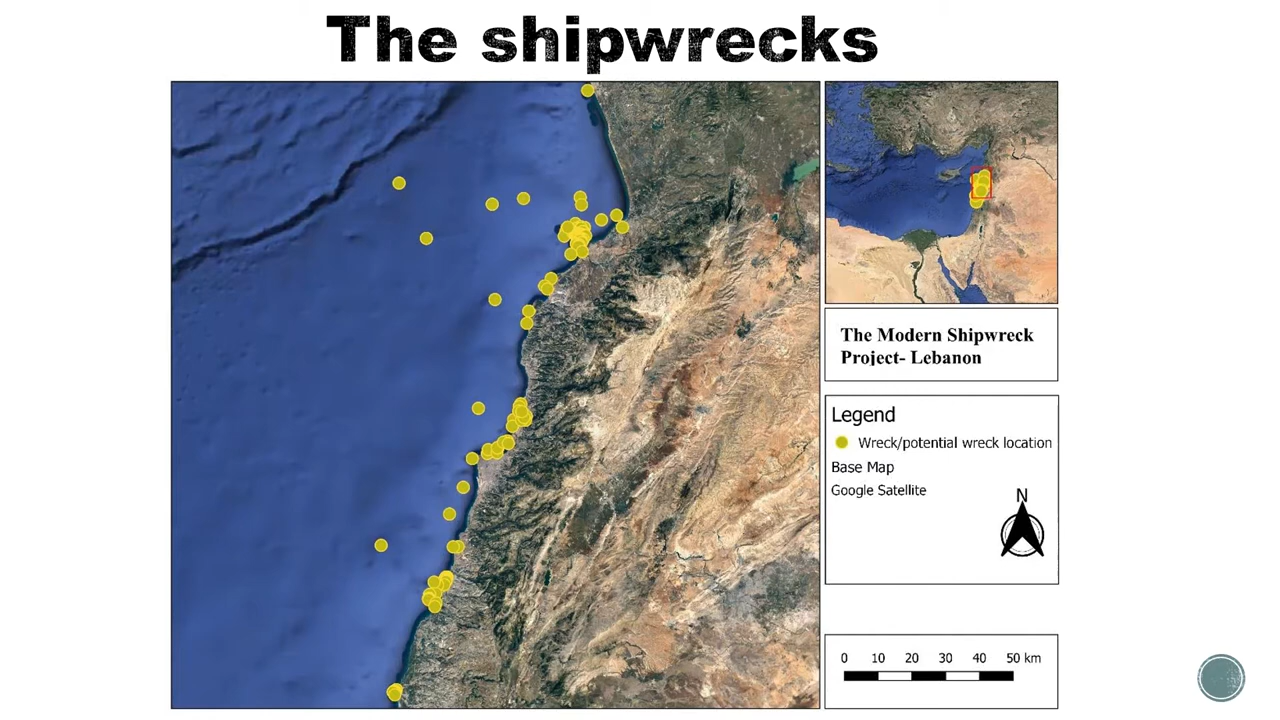 The shipwrecks
The Modern Shipwreck
Project- Lebanon
Legend
Wreck/potential wreck location
Base Map
Google Satellite
N
0 10 20 30 40 50 km